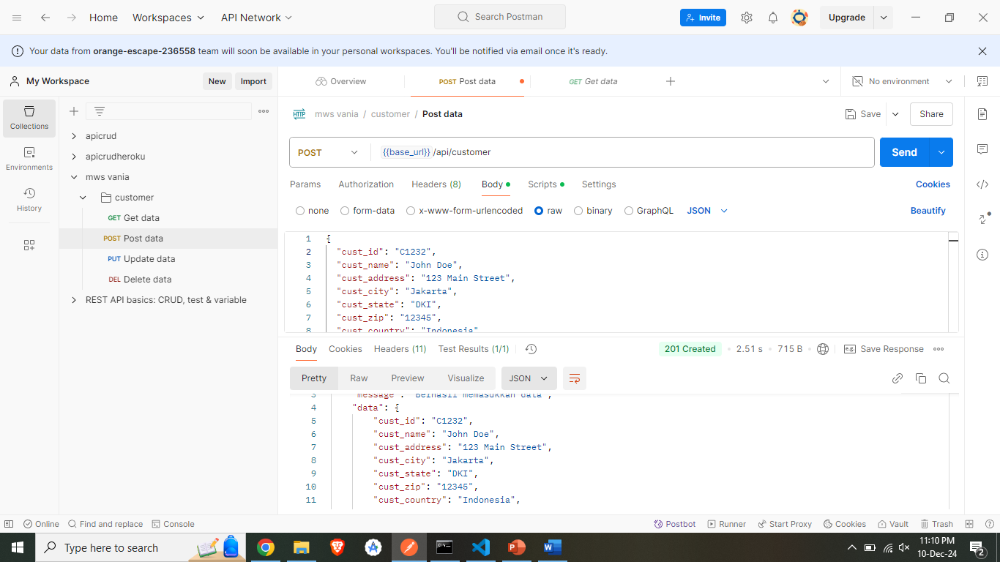 Home Workspaces API Network Search Postman Invite Upgrade
Your data from orange-escape-236558 team will soon be available in your personal workspaces. You'll be notified via email once it's ready.
My Workspace New Import
Overview POST Post data GET Get data No environment
Collections
Environments
History
apicrud
apicrudheroku
mws vania
customer
GET Get data
POST Post data
PUT Update data
DEL Delete data
REST API basics: CRUD, test & variable
HTTP mws vania / customer / Post data Save Share
POST {{base_url}}/api/customer Send
Params Authorization Headers (8) Body Scripts Settings Cookies
none form-data x-www-form-urlencoded raw binary GraphQL JSON Beautify
1 {
2 "cust_id": "C1232",
3 "cust_name": "John Doe",
4 "cust_address": "123 Main Street",
5 "cust_city": "Jakarta",
6 "cust_state": "DKI",
7 "cust_zip": "12345",
8 "cust_country": "Indonesia"
Body Cookies Headers (11) Test Results (1/1) 201 Created 2.51 s 715 B e.g. Save Response
Pretty Raw Preview Visualize JSON
3 "message": "Berhasil memasukkan data",
4 "data": {
5 "cust_id": "C1232",
6 "cust_name": "John Doe",
7 "cust_address": "123 Main Street",
8 "cust_city": "Jakarta",
9 "cust_state": "DKI",
10 "cust_zip": "12345",
11 "cust_country": "Indonesia",
Online Find and replace Console Postbot Runner Start Proxy Cookies Vault Trash
Type here to search
11:10 PM
10-Dec-24
2